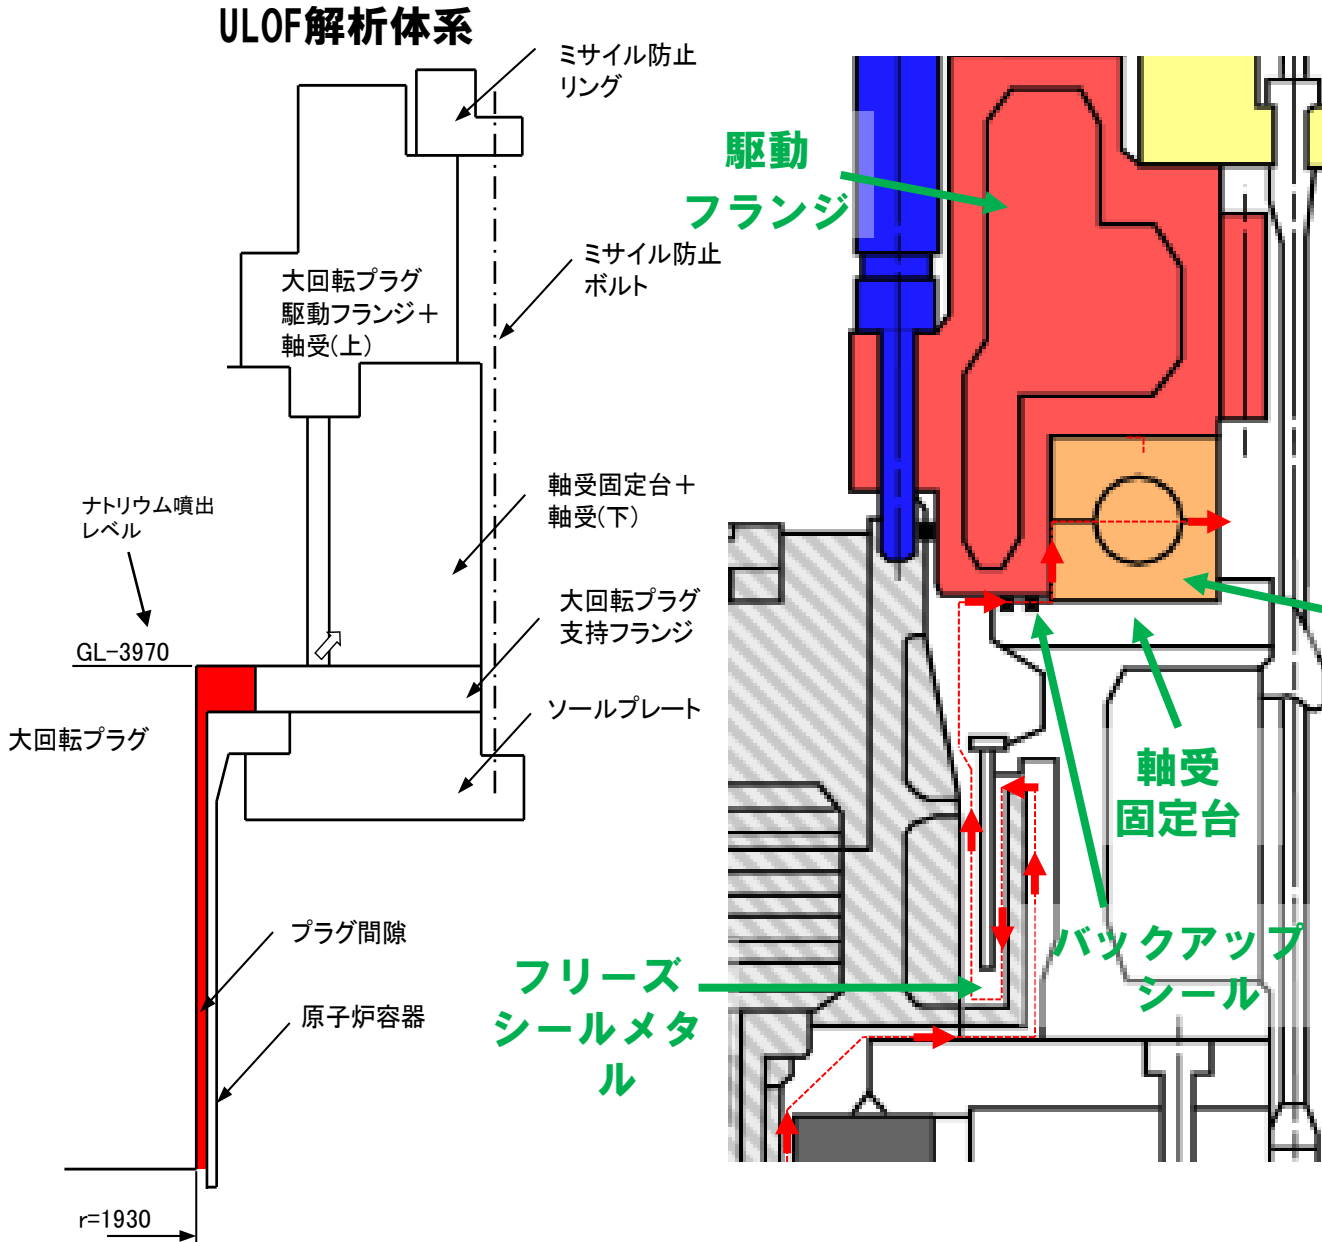 ULOF解析体系
ミサイル防止
リング
大回転プラグ
駆動フランジ＋
軸受(上)
ミサイル防止
ボルト
ナトリウム噴出
レベル
軸受固定台＋
軸受(下)
大回転プラグ
支持フランジ
GL-3970
ソールプレート
大回転プラグ
プラグ間隙
原子炉容器
r=1930
駆動
フランジ
軸受
固定台
バックアップ
シール
フリーズ
シールメタ
ル